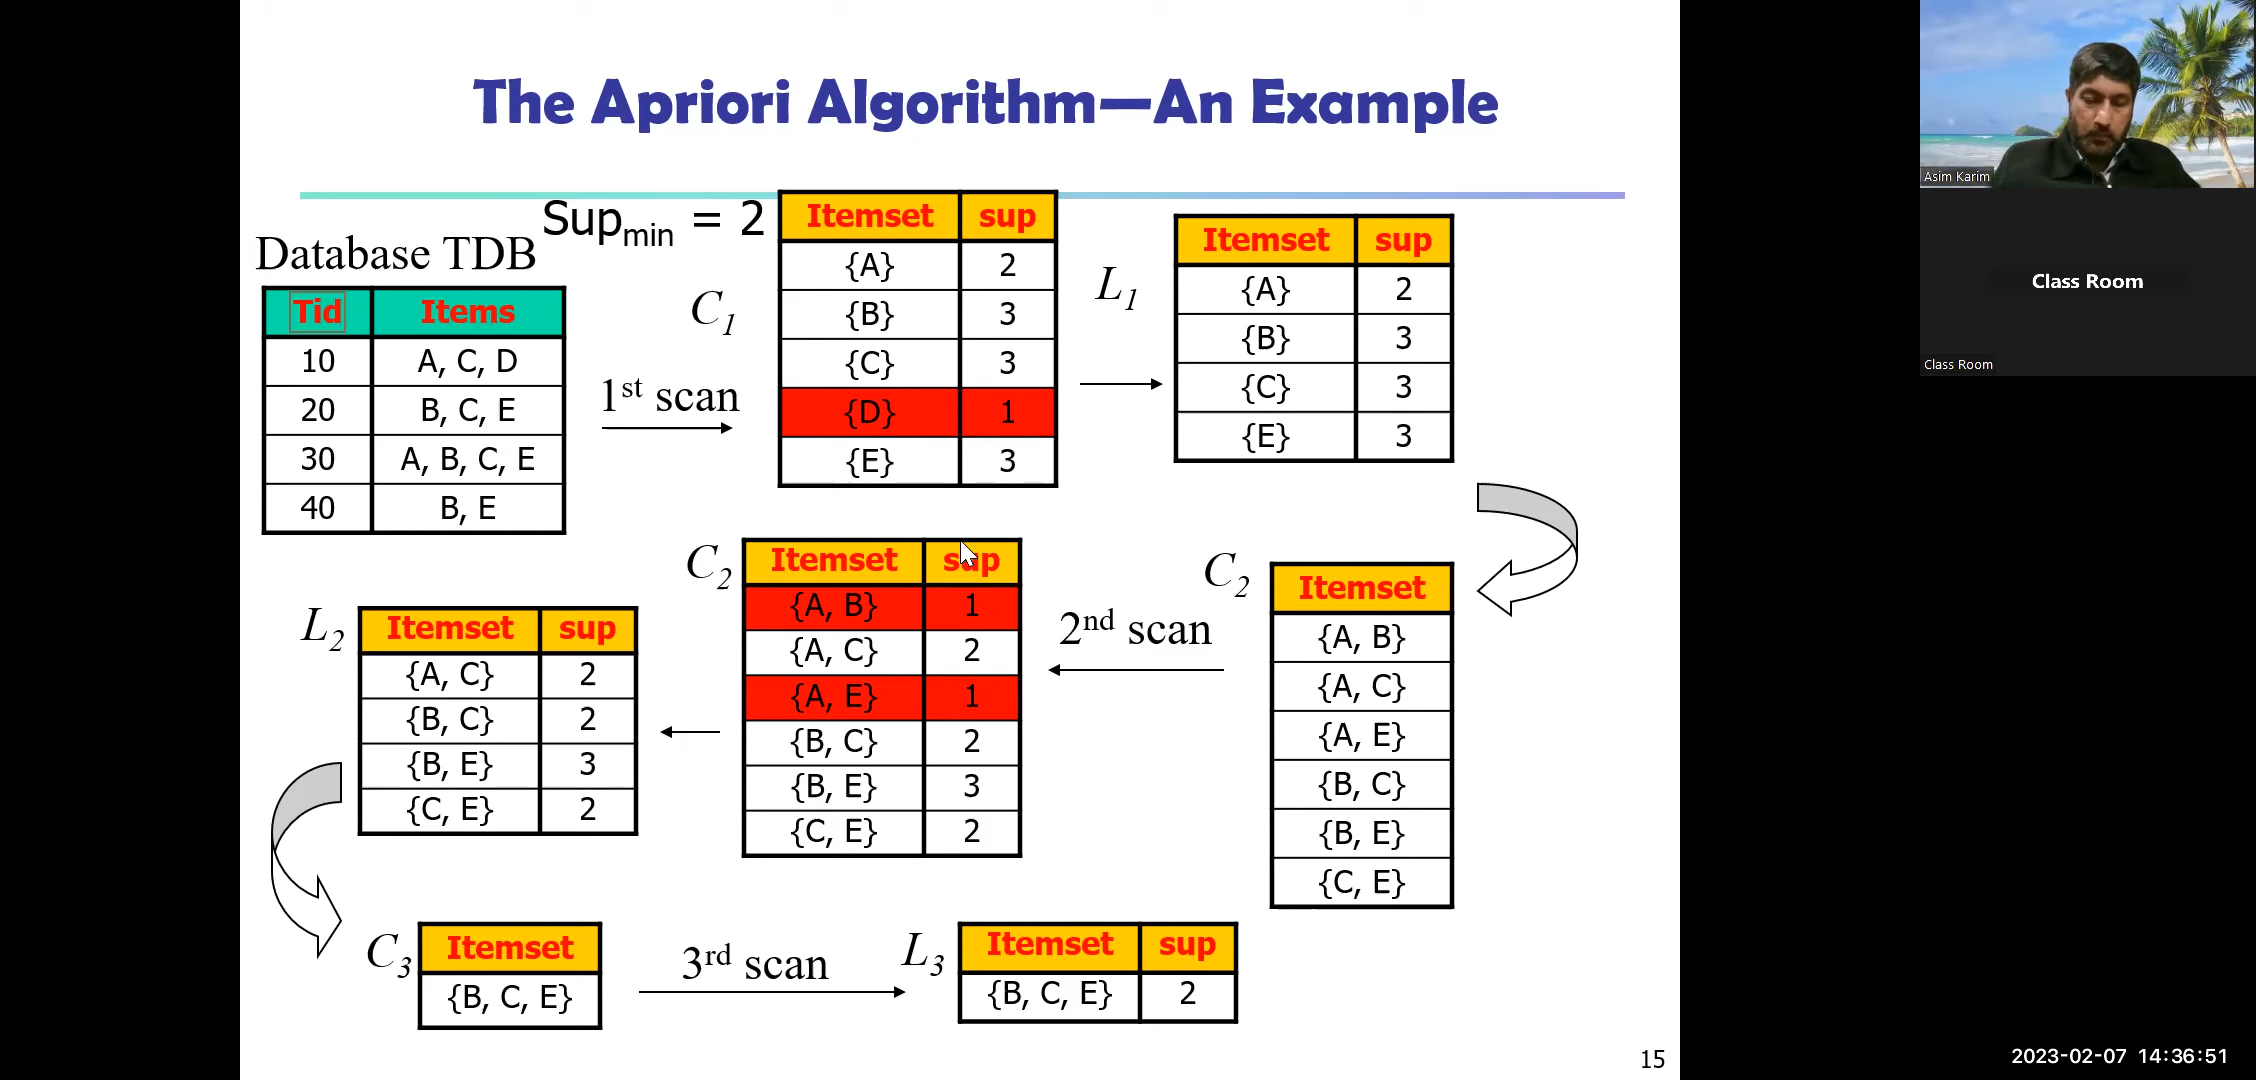 The Apriori Algorithm—An Example
Sup_min = 2
Database TDB
Tid Items
10 A, C, D
20 B, C, E
30 A, B, C, E
40 B, E
1st scan
C1
Itemset sup
{A} 2
{B} 3
{C} 3
{D} 1
{E} 3
L1
Itemset sup
{A} 2
{B} 3
{C} 3
{E} 3
C2
Itemset
{A, B}
{A, C}
{A, E}
{B, C}
{B, E}
{C, E}
2nd scan
C2
Itemset sup
{A, B} 1
{A, C} 2
{A, E} 1
{B, C} 2
{B, E} 3
{C, E} 2
L2
Itemset sup
{A, C} 2
{B, C} 2
{B, E} 3
{C, E} 2
C3
Itemset
{B, C, E}
3rd scan
L3
Itemset sup
{B, C, E} 2
15
Asim Karim
Class Room
Class Room
2023-02-07 14:36:51